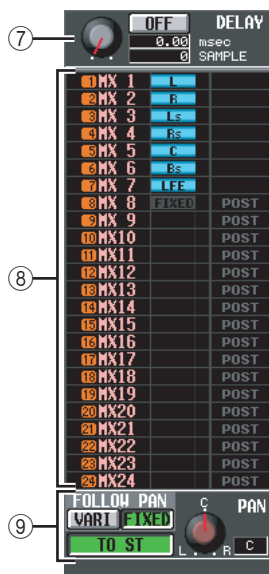 ⑦ OFF DELAY
0.00 msec
0 SAMPLE
⑧
1 MX 1 L
2 MX 2 R
3 MX 3 Ls
4 MX 4 Rs
5 MX 5 C
6 MX 6 Bs
7 MX 7 LFE
8 MX 8 FIXED POST
9 MX 9 POST
10 MX10 POST
11 MX11 POST
12 MX12 POST
13 MX13 POST
14 MX14 POST
15 MX15 POST
16 MX16 POST
17 MX17 POST
18 MX18 POST
19 MX19 POST
20 MX20 POST
21 MX21 POST
22 MX22 POST
23 MX23 POST
24 MX24 POST
⑨
FOLLOW PAN C PAN
VARI FIXED
TO ST L R C